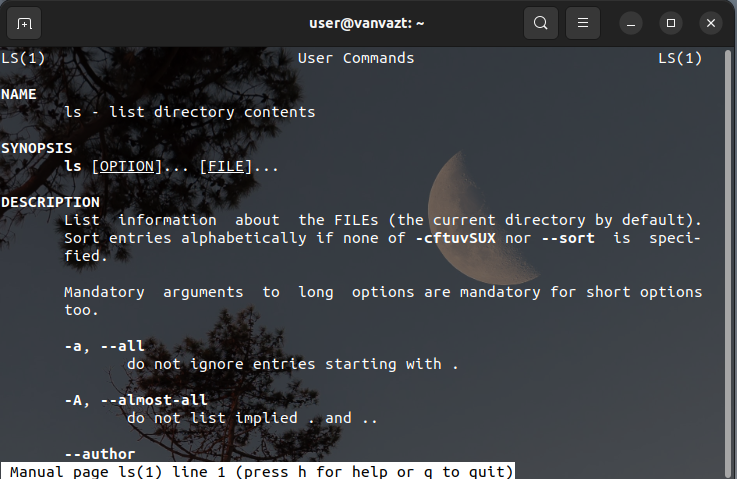 user@vanvazt: ~
LS(1) User Commands LS(1)
NAME
ls - list directory contents
SYNOPSIS
ls [OPTION]... [FILE]...
DESCRIPTION
List information about the FILEs (the current directory by default).
Sort entries alphabetically if none of -cftuvSUX nor --sort is speci-
fied.
Mandatory arguments to long options are mandatory for short options
too.
-a, --all
do not ignore entries starting with .
-A, --almost-all
do not list implied . and ..
--author
Manual page ls(1) line 1 (press h for help or q to quit)